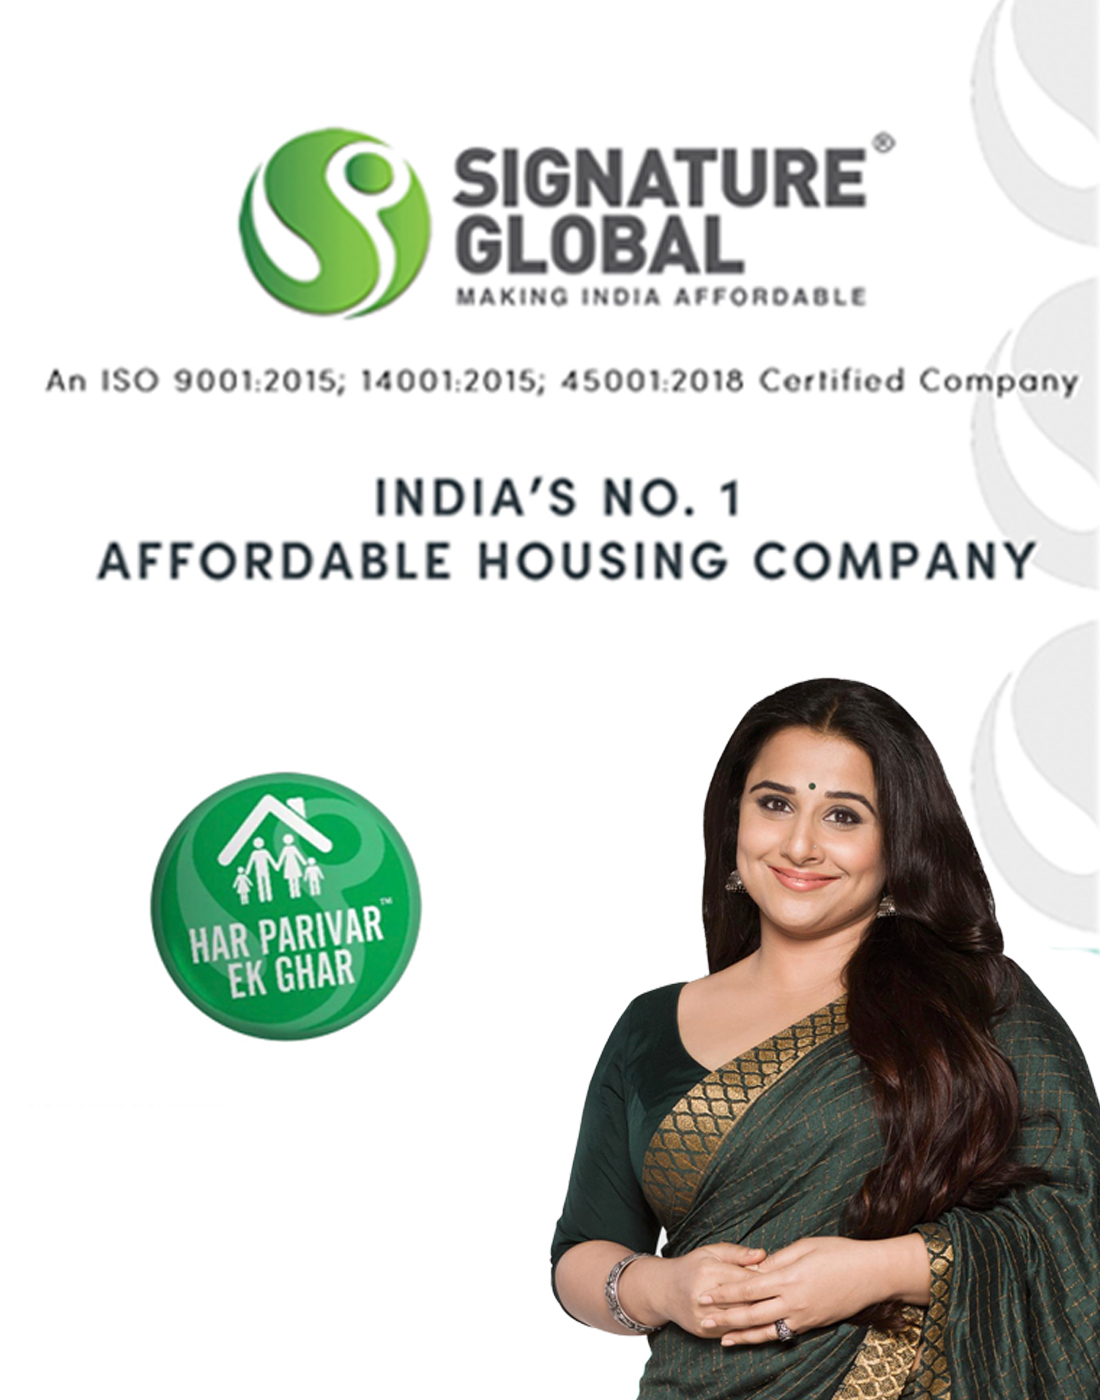 SIGNATURE®
GLOBAL
MAKING INDIA AFFORDABLE
An ISO 9001:2015; 14001:2015; 45001:2018 Certified Company
INDIA’S NO. 1
AFFORDABLE HOUSING COMPANY
HAR PARIVAR™
EK GHAR